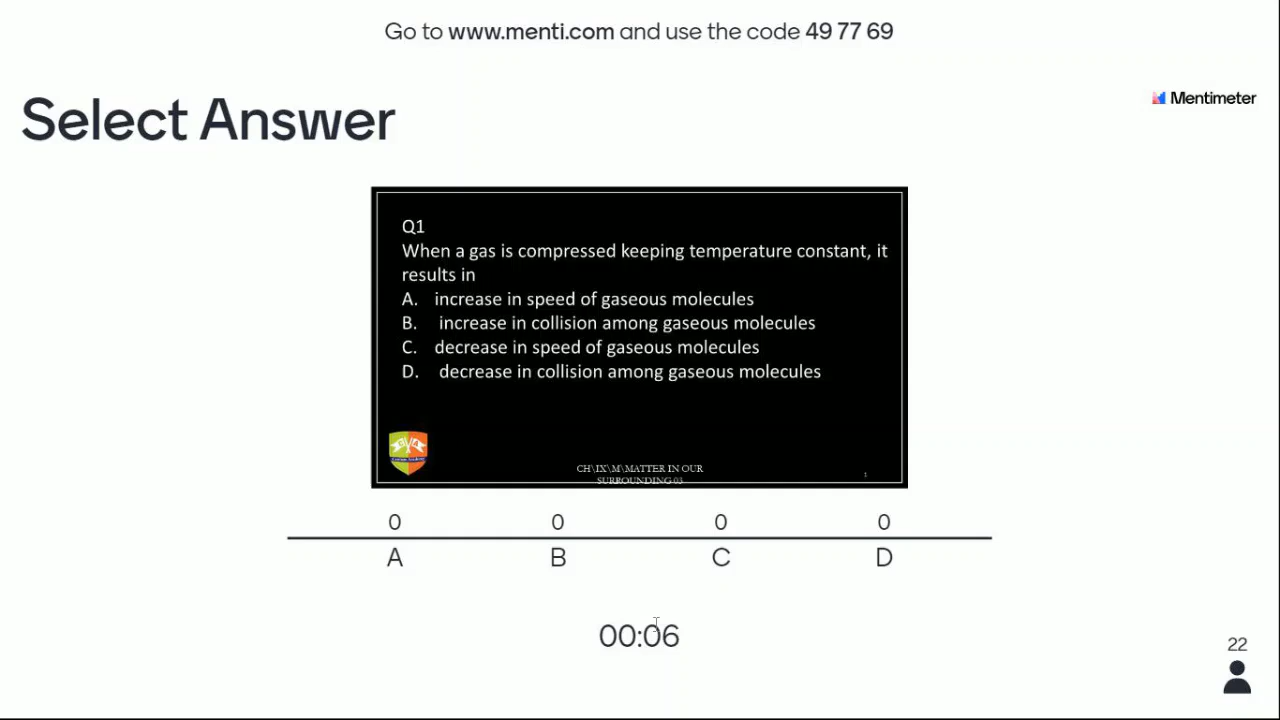 Go to www.menti.com and use the code 49 77 69
Mentimeter
Select Answer
Q1
When a gas is compressed keeping temperature constant, it
results in
A. increase in speed of gaseous molecules
B. increase in collision among gaseous molecules
C. decrease in speed of gaseous molecules
D. decrease in collision among gaseous molecules
CH\IX\M\MATTER IN OUR
SURROUNDING 03
1
0 0 0 0
A B C D
00:06
22